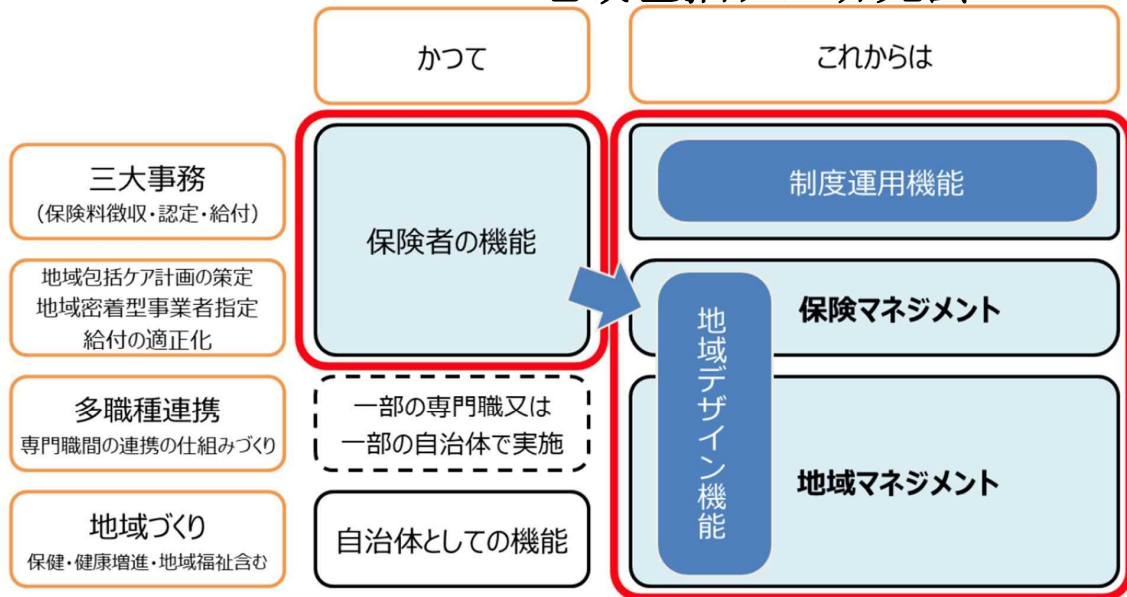 かつて
これからは
三大事務
(保険料徴収・認定・給付)
保険者の機能
制度運用機能
地域包括ケア計画の策定
地域密着型事業者指定
給付の適正化
地域デザイン機能
保険マネジメント
多職種連携
専門職間の連携の仕組みづくり
一部の専門職又は
一部の自治体で実施
地域マネジメント
地域づくり
保健・健康増進・地域福祉含む
自治体としての機能